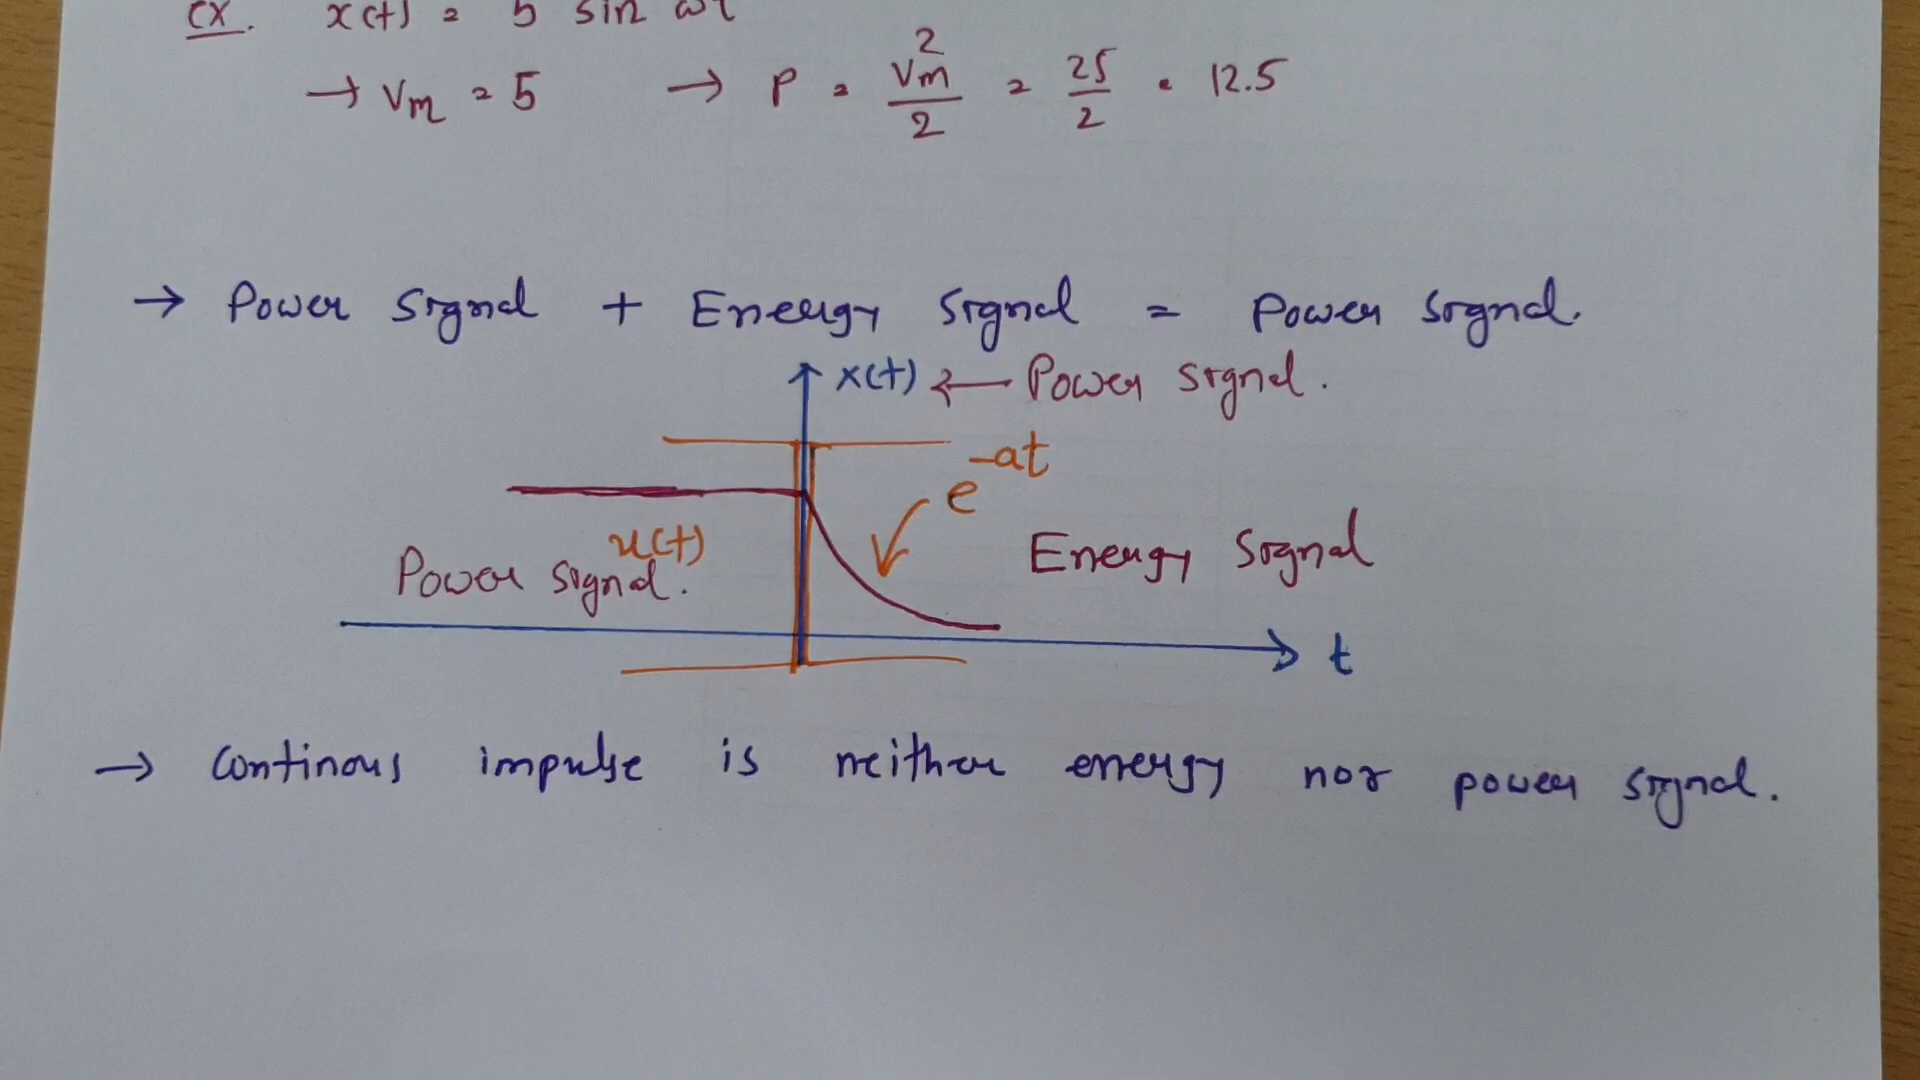 Ex. x(t) = 5 sin ωt
→ Vm = 5 → P = Vm²/2 = 25/2 = 12.5
→ Power Signal + Energy Signal = Power Signal.
x(t) ← Power Signal.
e^-at
u(t)
Power Signal.
Energy Signal
t
→ Continous impulse is neither energy nor power signal.